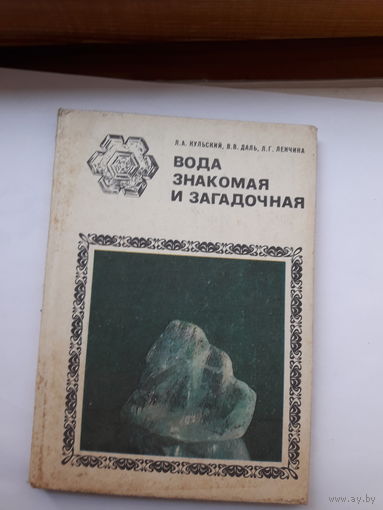 Л.А. КУЛЬСКИЙ, В.В. ДАЛЬ, Л.Г. ЛЕНЧИНА
ВОДА
ЗНАКОМАЯ
И ЗАГАДОЧНАЯ
www.ay.by